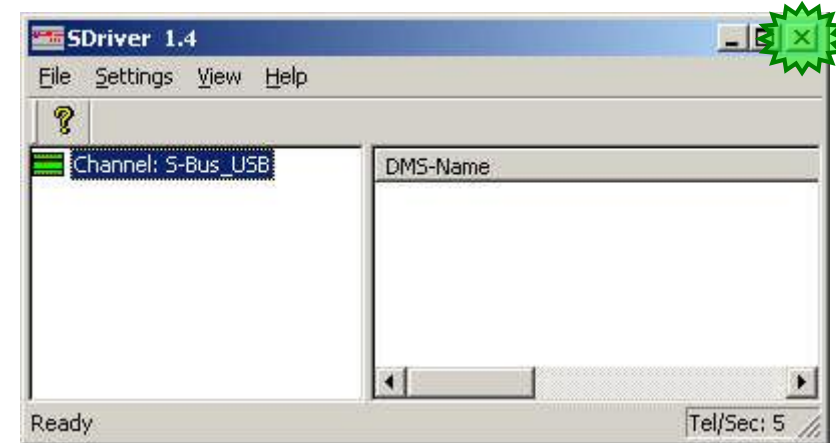 SDriver 1.4
File Settings View Help
Channel: S-Bus_USB
DMS-Name
Ready
Tel/Sec: 5